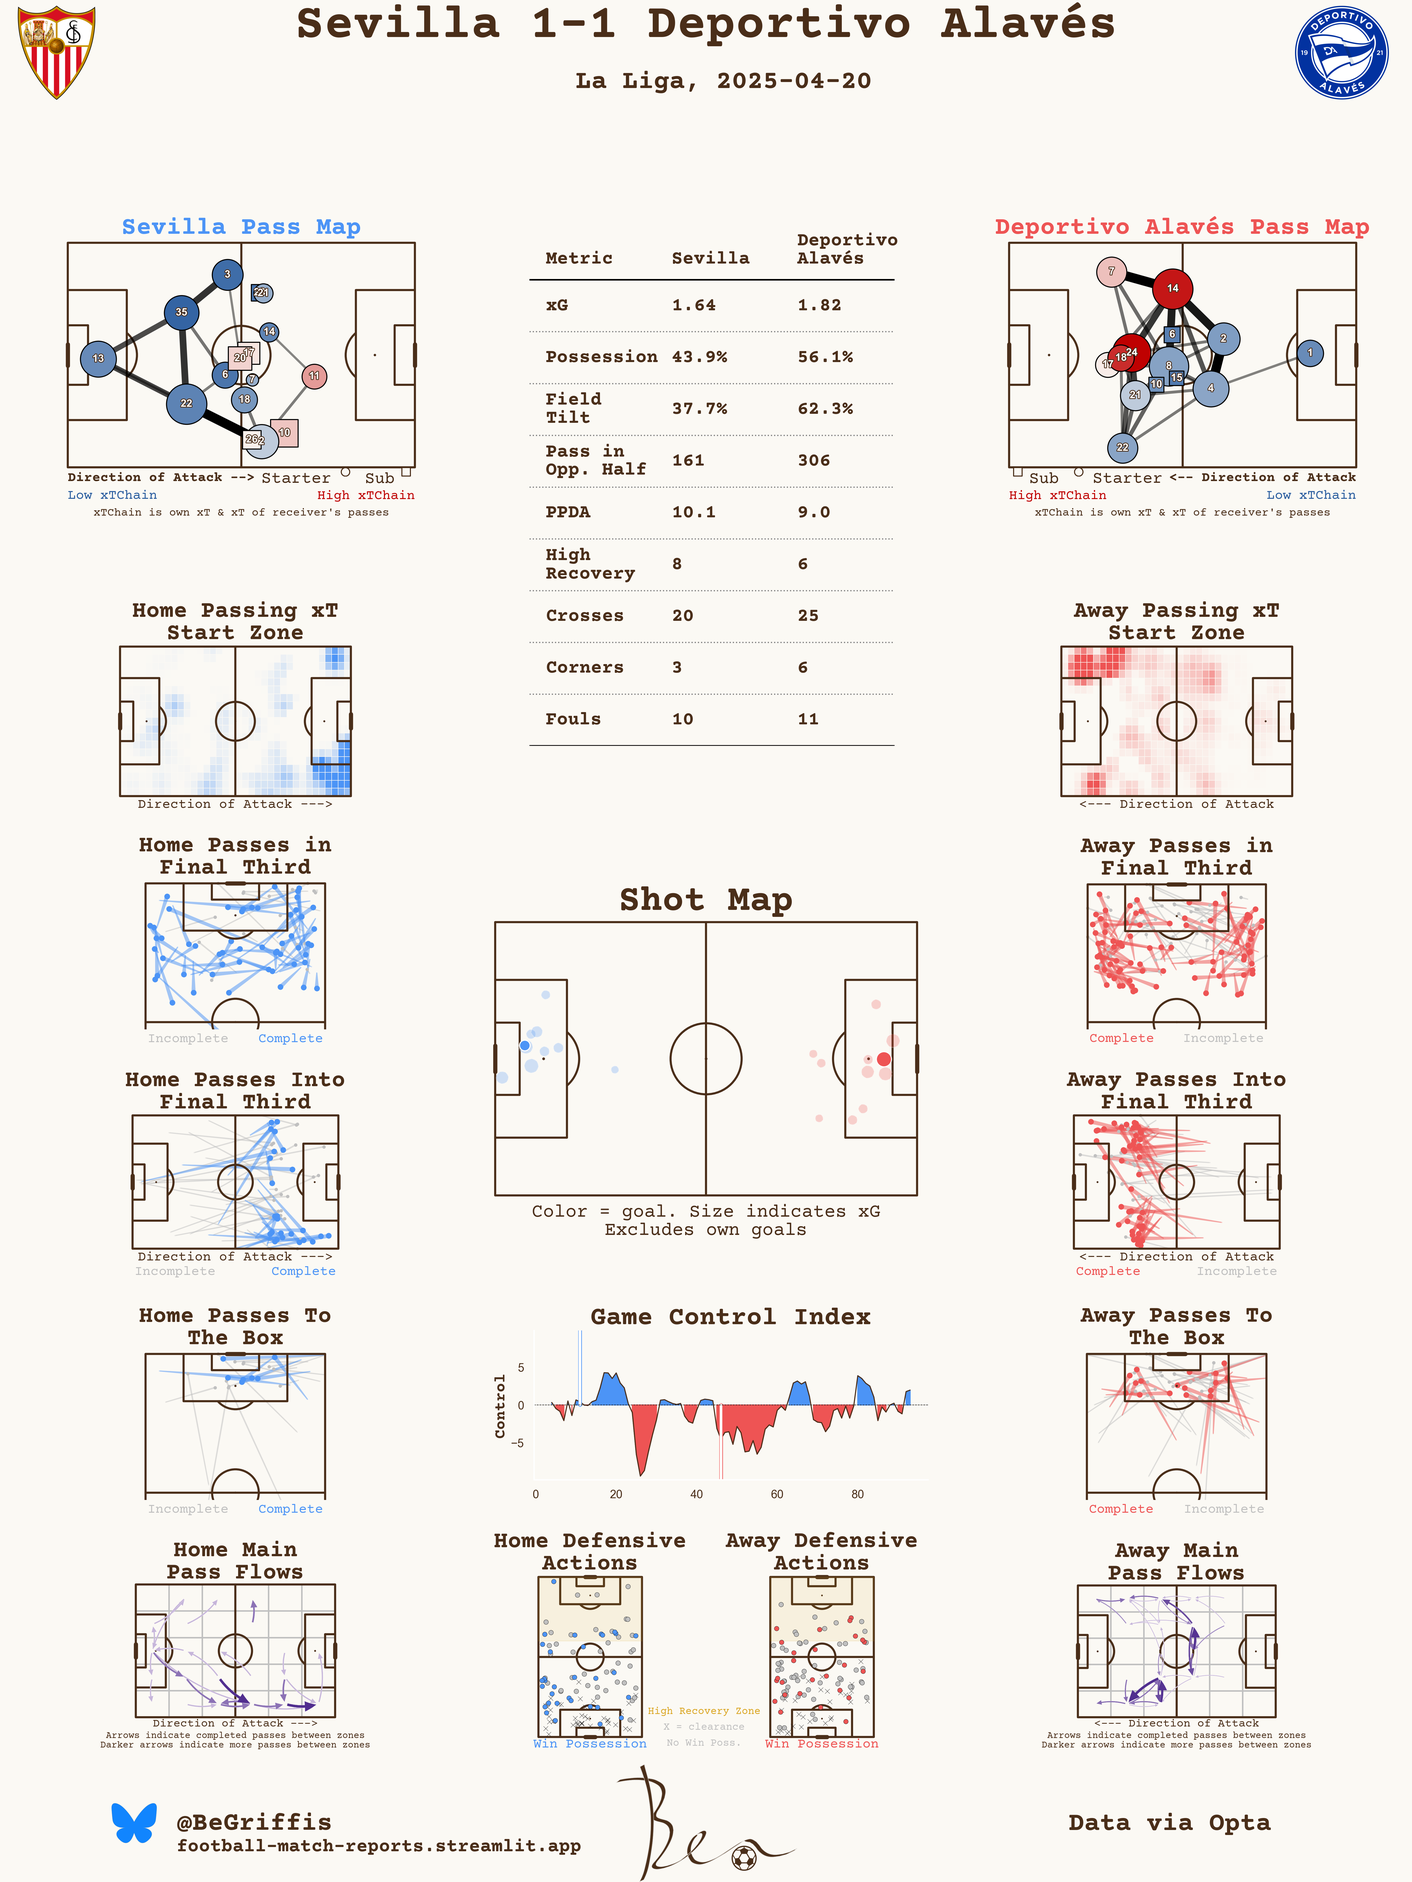 Sevilla 1-1 Deportivo Alavés
La Liga, 2025-04-20
DEPORTIVO
19 21
ALAVÉS
Sevilla Pass Map
3
21
35
14
17
20
13
6
7
11
18
22
10
26 2
Direction of Attack --> Starter Sub
Low xTChain High xTChain
xTChain is own xT & xT of receiver's passes
Metric Sevilla Deportivo Alavés
xG 1.64 1.82
Possession 43.9% 56.1%
Field Tilt 37.7% 62.3%
Pass in Opp. Half 161 306
PPDA 10.1 9.0
High Recovery 8 6
Crosses 20 25
Corners 3 6
Fouls 10 11
Deportivo Alavés Pass Map
7
14
6
2
24
18
17
8
1
15
10
4
21
22
Sub Starter <-- Direction of Attack
High xTChain Low xTChain
xTChain is own xT & xT of receiver's passes
Home Passing xT
Start Zone
Direction of Attack --->
Away Passing xT
Start Zone
<--- Direction of Attack
Home Passes in
Final Third
Incomplete Complete
Away Passes in
Final Third
Complete Incomplete
Shot Map
Color = goal. Size indicates xG
Excludes own goals
Home Passes Into
Final Third
Direction of Attack --->
Incomplete Complete
Away Passes Into
Final Third
<--- Direction of Attack
Complete Incomplete
Home Passes To
The Box
Incomplete Complete
Game Control Index
Control
5
0
−5
0 20 40 60 80
Away Passes To
The Box
Complete Incomplete
Home Main
Pass Flows
Direction of Attack --->
Arrows indicate completed passes between zones
Darker arrows indicate more passes between zones
Home Defensive
Actions
Win Possession
High Recovery Zone
X = clearance
No Win Poss.
Away Defensive
Actions
Win Possession
Away Main
Pass Flows
<--- Direction of Attack
Arrows indicate completed passes between zones
Darker arrows indicate more passes between zones
@BeGriffis
football-match-reports.streamlit.app
Ben
Data via Opta